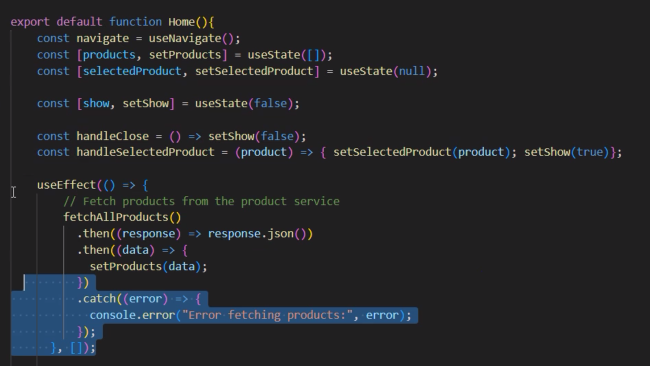 export default function Home(){
const navigate = useNavigate();
const [products, setProducts] = useState([]);
const [selectedProduct, setSelectedProduct] = useState(null);
const [show, setShow] = useState(false);
const handleClose = () => setShow(false);
const handleSelectedProduct = (product) => { setSelectedProduct(product); setShow(true)};
useEffect(() => {
// Fetch products from the product service
fetchAllProducts()
.then((response) => response.json())
.then((data) => {
setProducts(data);
})
.catch((error) => {
console.error("Error fetching products:", error);
});
}, []);